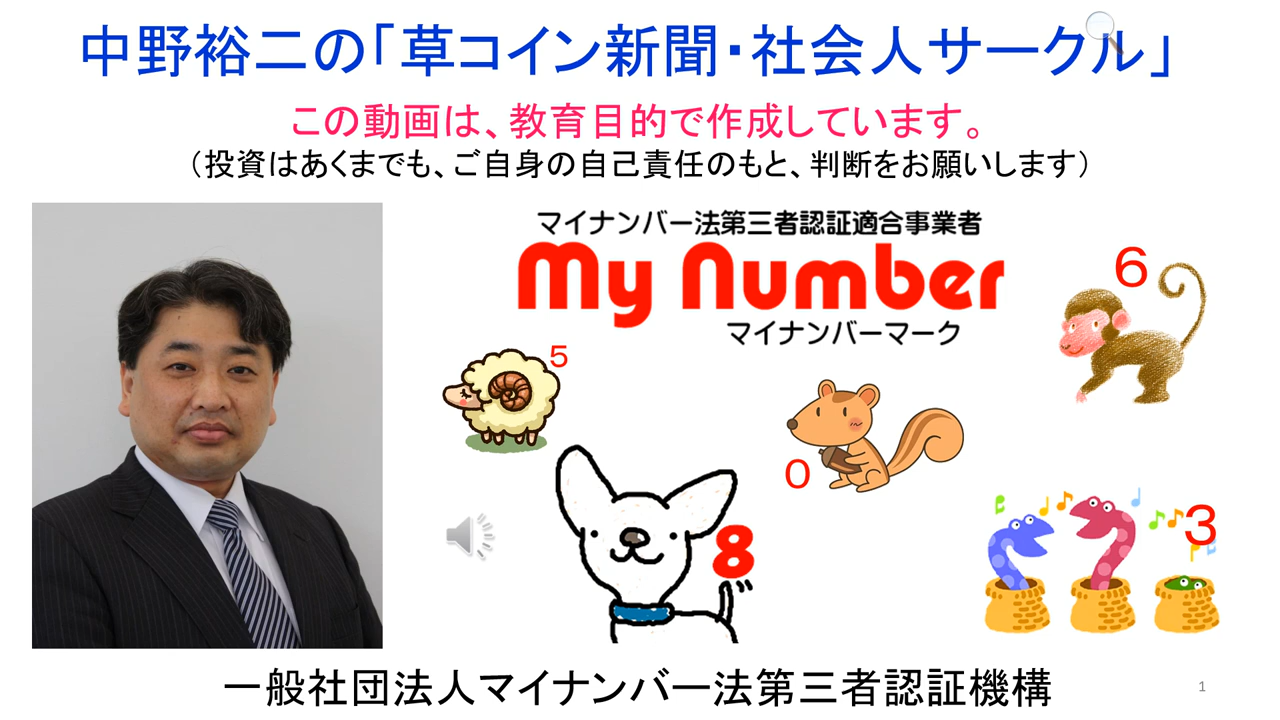 中野裕二の「草コイン新聞・社会人サークル」
この動画は、教育目的で作成しています。
（投資はあくまでも、ご自身の自己責任のもと、判断をお願いします）
マイナンバー法第三者認証適合事業者
My Number
マイナンバーマーク
6
5
0
8
3
一般社団法人マイナンバー法第三者認証機構
1